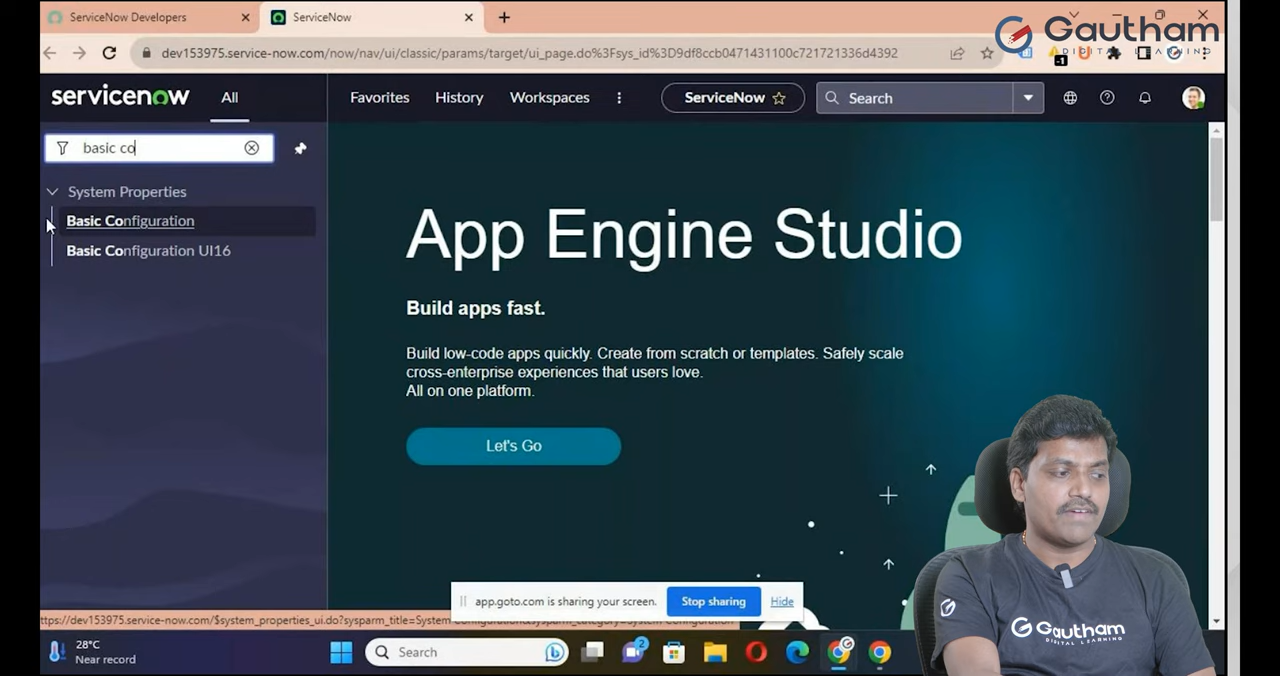 ServiceNow Developers
ServiceNow
Gautham
DIGITAL LEARNING
dev153975.service-now.com/now/nav/ui/classic/params/target/ui_page.do%3Fsys_id%3D9df8ccb0471431100c721721336d4392
-1
servicenow
All
Favorites
History
Workspaces
ServiceNow
Search
basic co
System Properties
Basic Configuration
Basic Configuration UI16
App Engine Studio
Build apps fast.
Build low-code apps quickly. Create from scratch or templates. Safely scale
cross-enterprise experiences that users love.
All on one platform.
Let's Go
app.goto.com is sharing your screen.
Stop sharing
Hide
28°C
Near record
Search
2
Gautham
DIGITAL LEARNING